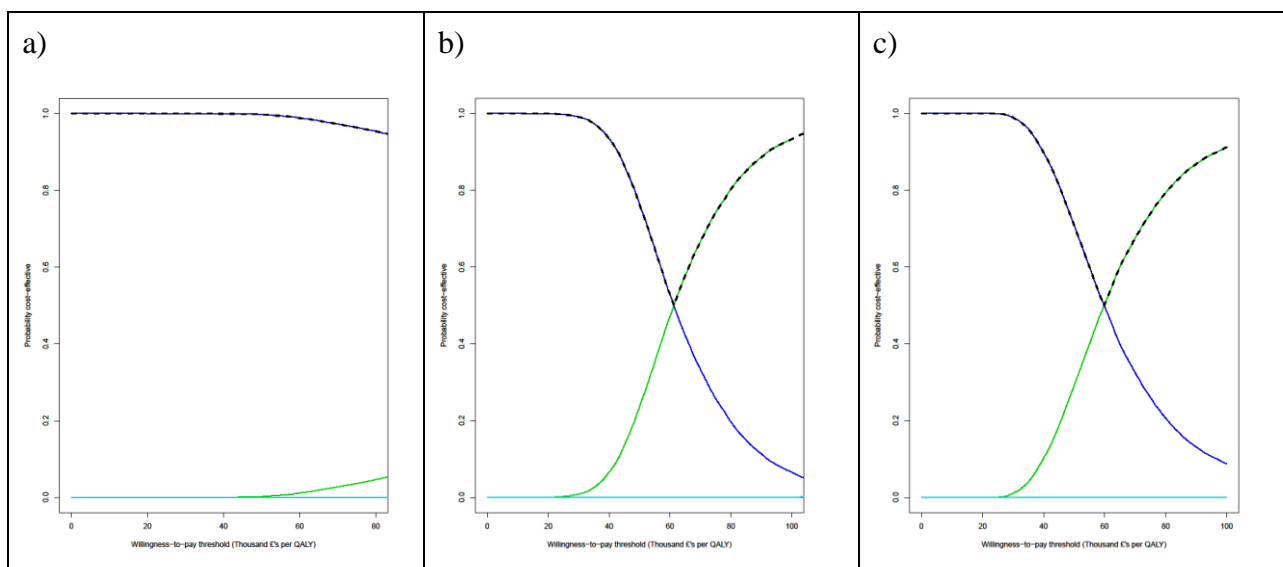 a)
Probability cost-effective
1.0
0.8
0.6
0.4
0.2
0.0
0 20 40 60 80
Willingness-to-pay threshold (Thousand £'s per QALY)
b)
Probability cost-effective
1.0
0.8
0.6
0.4
0.2
0.0
0 20 40 60 80 100
Willingness-to-pay threshold (Thousand £'s per QALY)
c)
Probability cost-effective
1.0
0.8
0.6
0.4
0.2
0.0
0 20 40 60 80 100
Willingness-to-pay threshold (Thousand £'s per QALY)